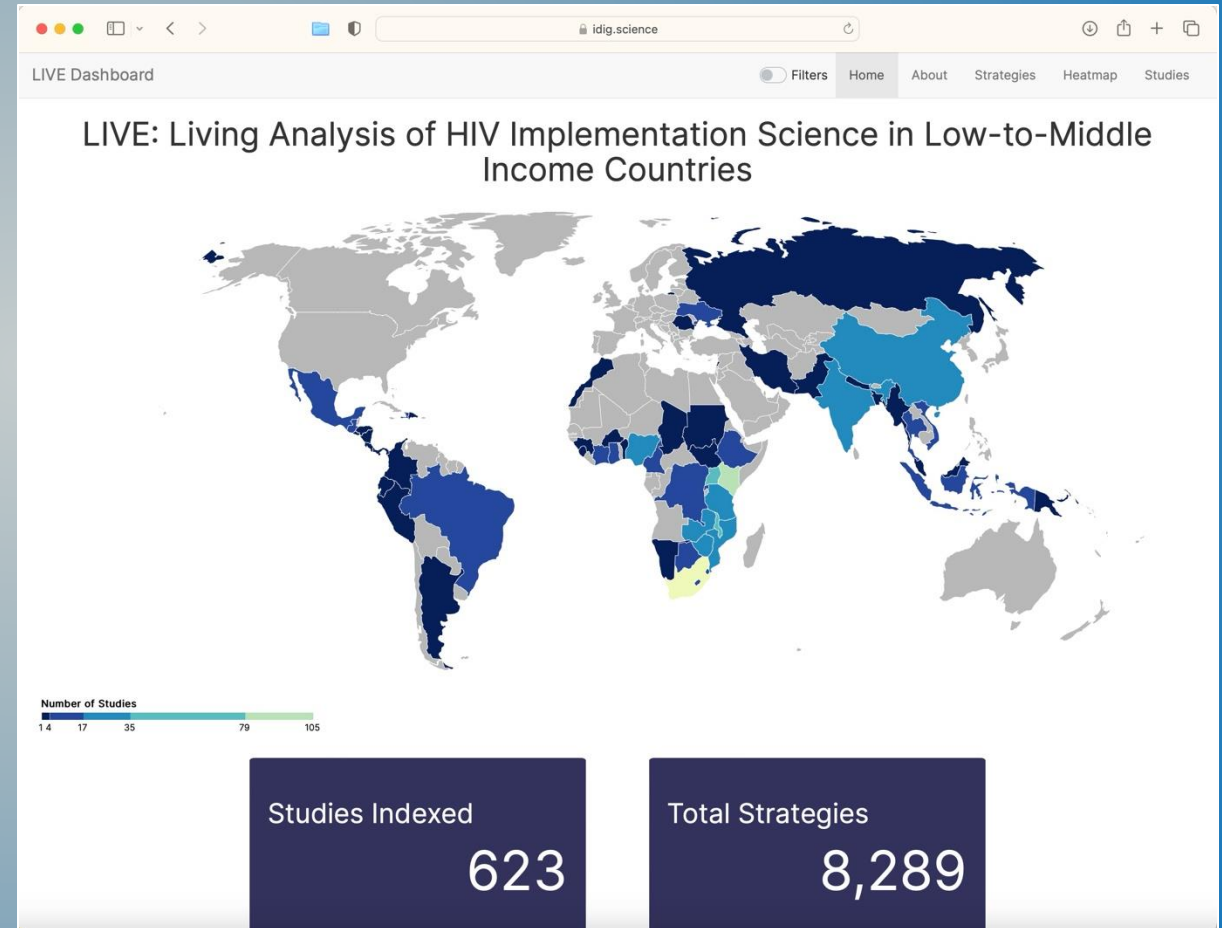 idig.science
LIVE Dashboard
Filters Home About Strategies Heatmap Studies
LIVE: Living Analysis of HIV Implementation Science in Low-to-Middle
Income Countries
Number of Studies
1 4 17 35 79 105
Studies Indexed
623
Total Strategies
8,289